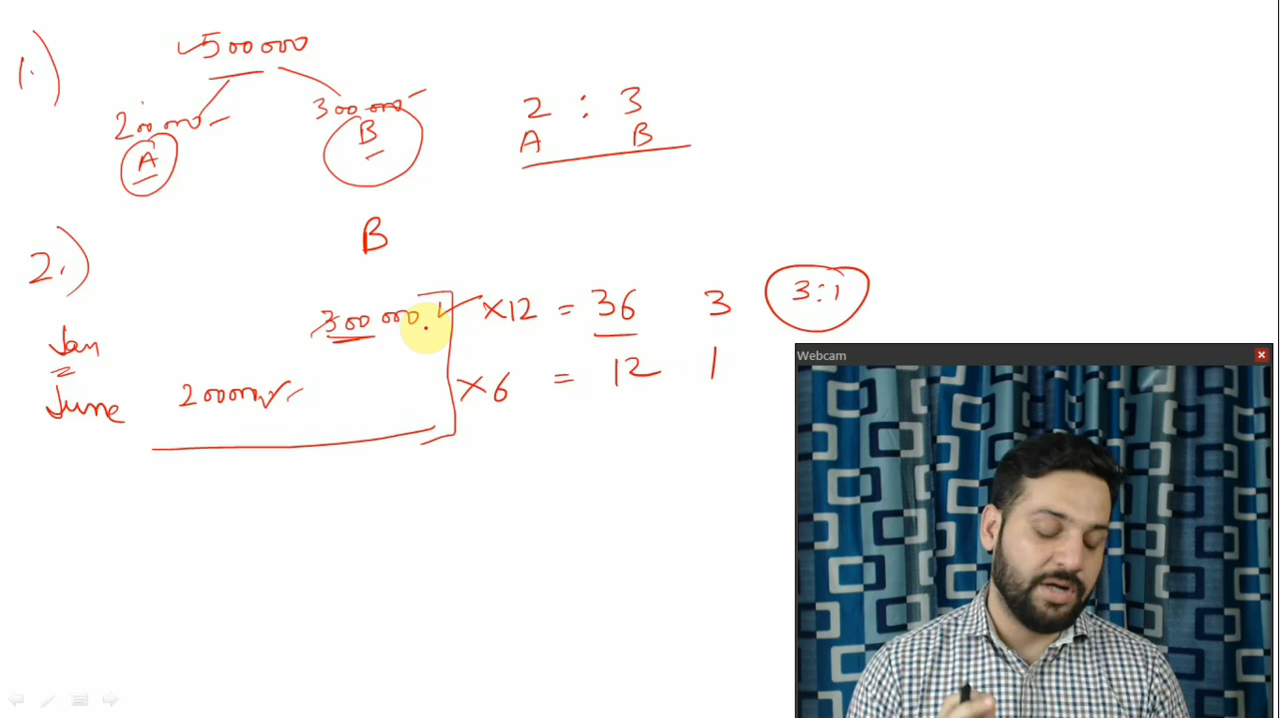 1.)
500000
200000 300000
A B
2 : 3
A B
2.)
B
Jan 300000 ×12 = 36 3 3:1
June 200000 ×6 = 12 1
Webcam